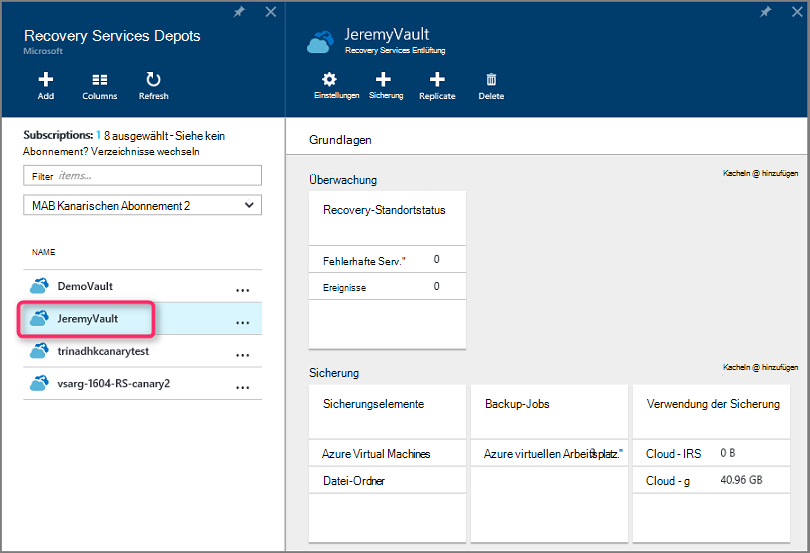 Recovery Services Depots
Microsoft
Add
Columns
Refresh
Subscriptions: 1 8 ausgewählt - Siehe kein
Abonnement? Verzeichnisse wechseln
Filter items...
MAB Kanarischen Abonnement 2
NAME
DemoVault ...
JeremyVault ...
trinadhkcanarytest ...
vsarg-1604-RS-canary2 ...
JeremyVault
Recovery Services Entlüftung
Einstellungen
Sicherung
Replicate
Delete
Grundlagen
Überwachung
Kacheln @ hinzufügen
Recovery-Standortstatus
Fehlerhafte Serv." 0
Ereignisse 0
Sicherung
Kacheln @ hinzufügen
Sicherungselemente
Azure Virtual Machines
Datei-Ordner
Backup-Jobs
Azure virtuellen
Verwendung der Sicherung
Cloud - IRS 0 B
Cloud - g 40.96 GB